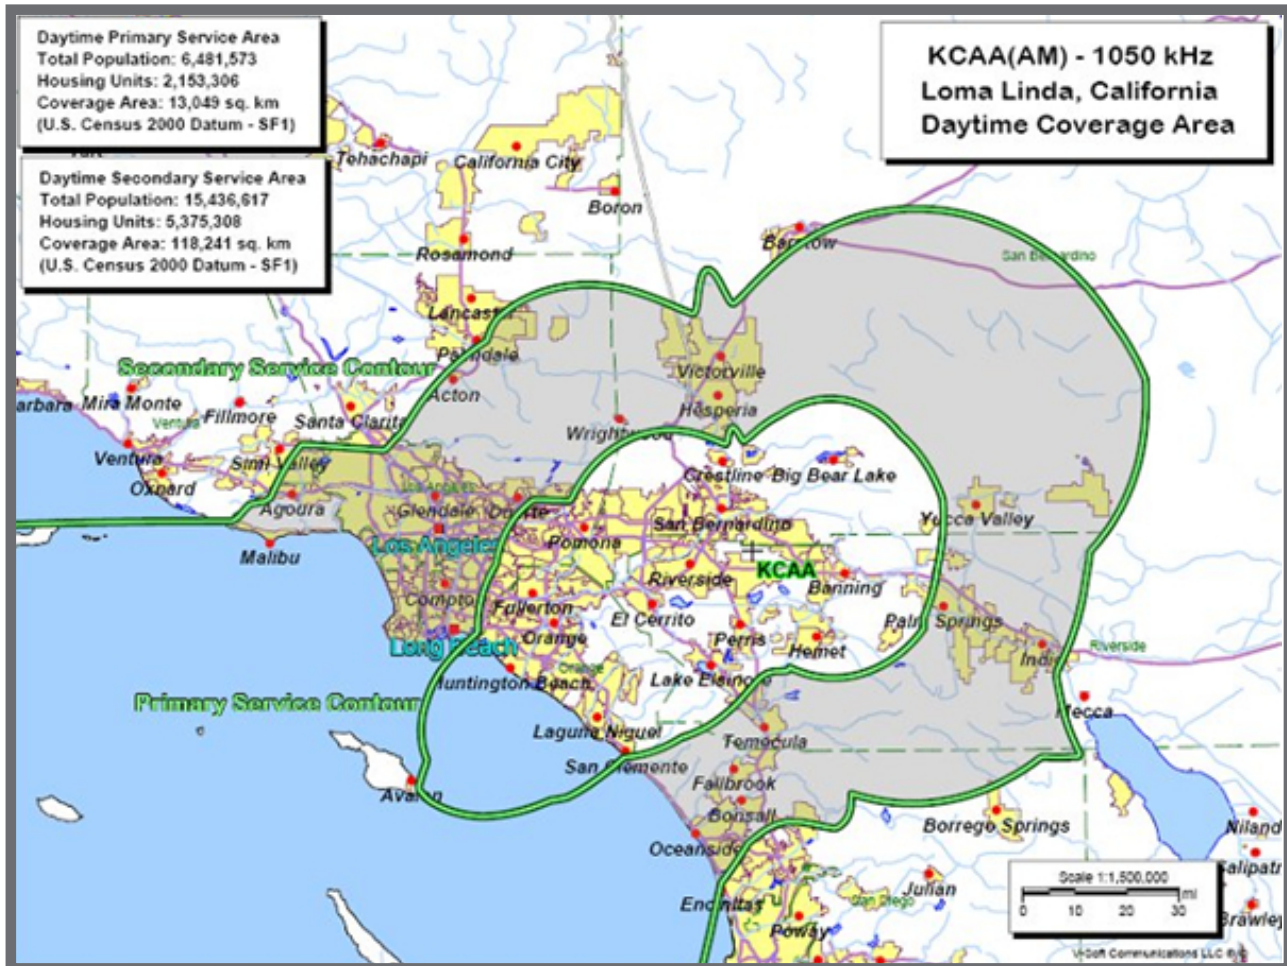 Daytime Primary Service Area
Total Population: 6,481,573
Housing Units: 2,153,306
Coverage Area: 13,049 sq. km
(U.S. Census 2000 Datum - SF1)
Daytime Secondary Service Area
Total Population: 15,436,617
Housing Units: 5,375,308
Coverage Area: 118,241 sq. km
(U.S. Census 2000 Datum - SF1)
KCAA(AM) - 1050 kHz
Loma Linda, California
Daytime Coverage Area
Tehachapi
California City
Boron
Barstow
San Bernardino
Rosamond
Lancaster
Palmdale
Secondary Service Contour
Acton
Victorville
Hesperia
arbara
Mira Monte
Fillmore
Ventura
Santa Clarita
Wrightwood
Ventura
Simi Valley
Oxnard
Crestline
Big Bear Lake
Agoura
Los Angeles
Glendale
Duarte
San Bernardino
Yucca Valley
Malibu
Los Angeles
Pomona
Riverside
KCAA
Banning
Compto
Fullerton
El Cerrito
Palm Springs
Long Beach
Orange
Perris
Hemet
Indio
Riverside
Orange
Huntington Beach
Lake Elsinore
Mecca
Primary Service Contour
Laguna Niguel
Temecula
San Clemente
Avalon
Fallbrook
Bonsall
Borrego Springs
Niland
Oceanside
Calipatr
Julian
San Diego
Encinitas
Brawley
Poway
Scale 1:1,500,000
0 10 20 30
mi
V-Soft Communications LLC